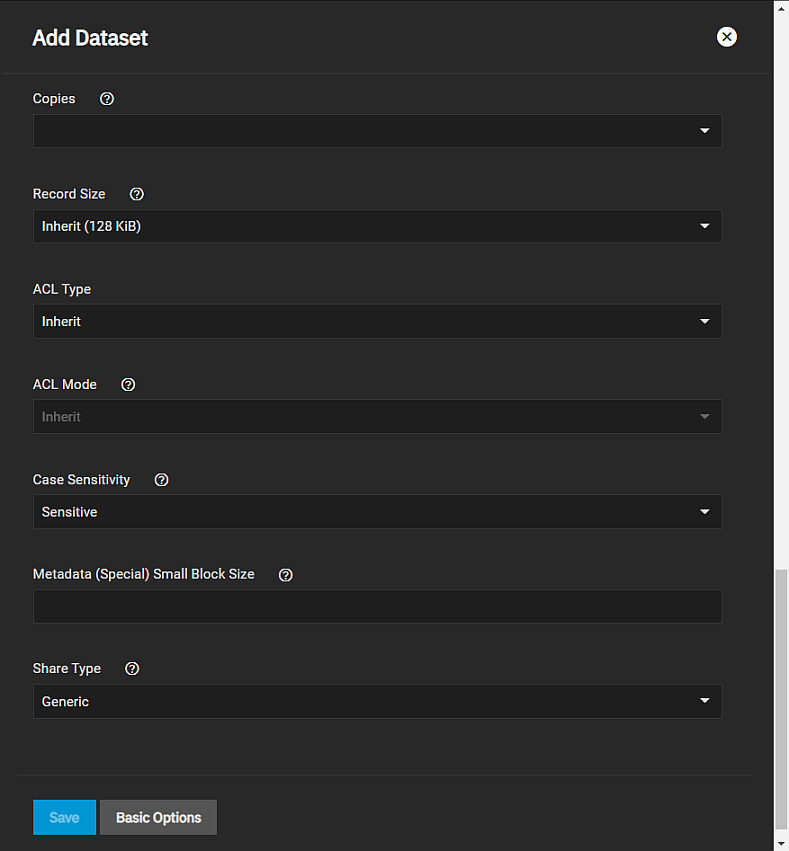 Add Dataset
Copies
Record Size
Inherit (128 KiB)
ACL Type
Inherit
ACL Mode
Inherit
Case Sensitivity
Sensitive
Metadata (Special) Small Block Size
Share Type
Generic
Save Basic Options